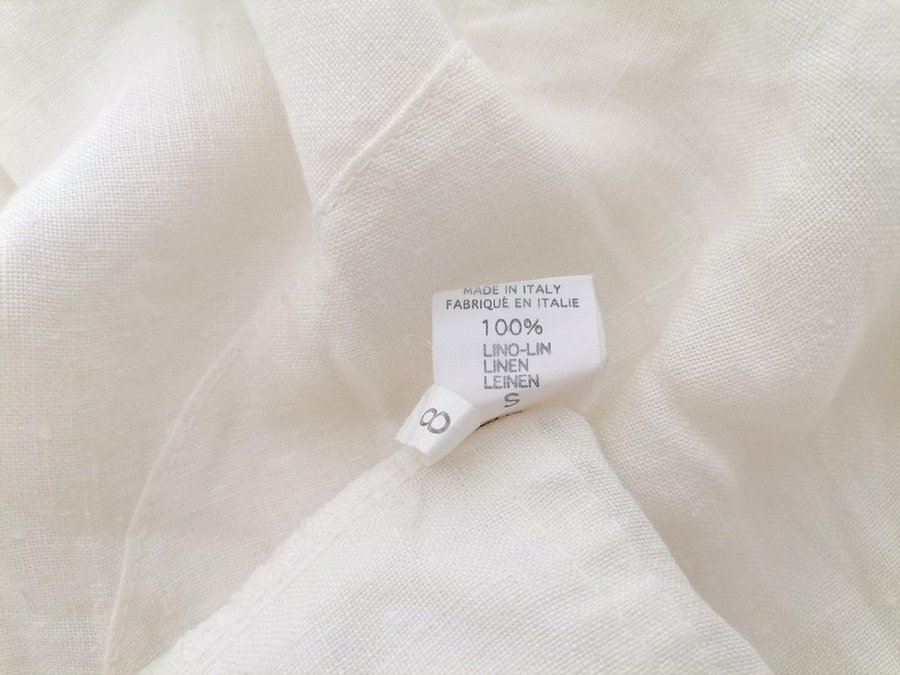 MADE IN ITALY
FABRIQUÉ EN ITALIE
100%
LINO-LIN
LINEN
LEINEN
S
8